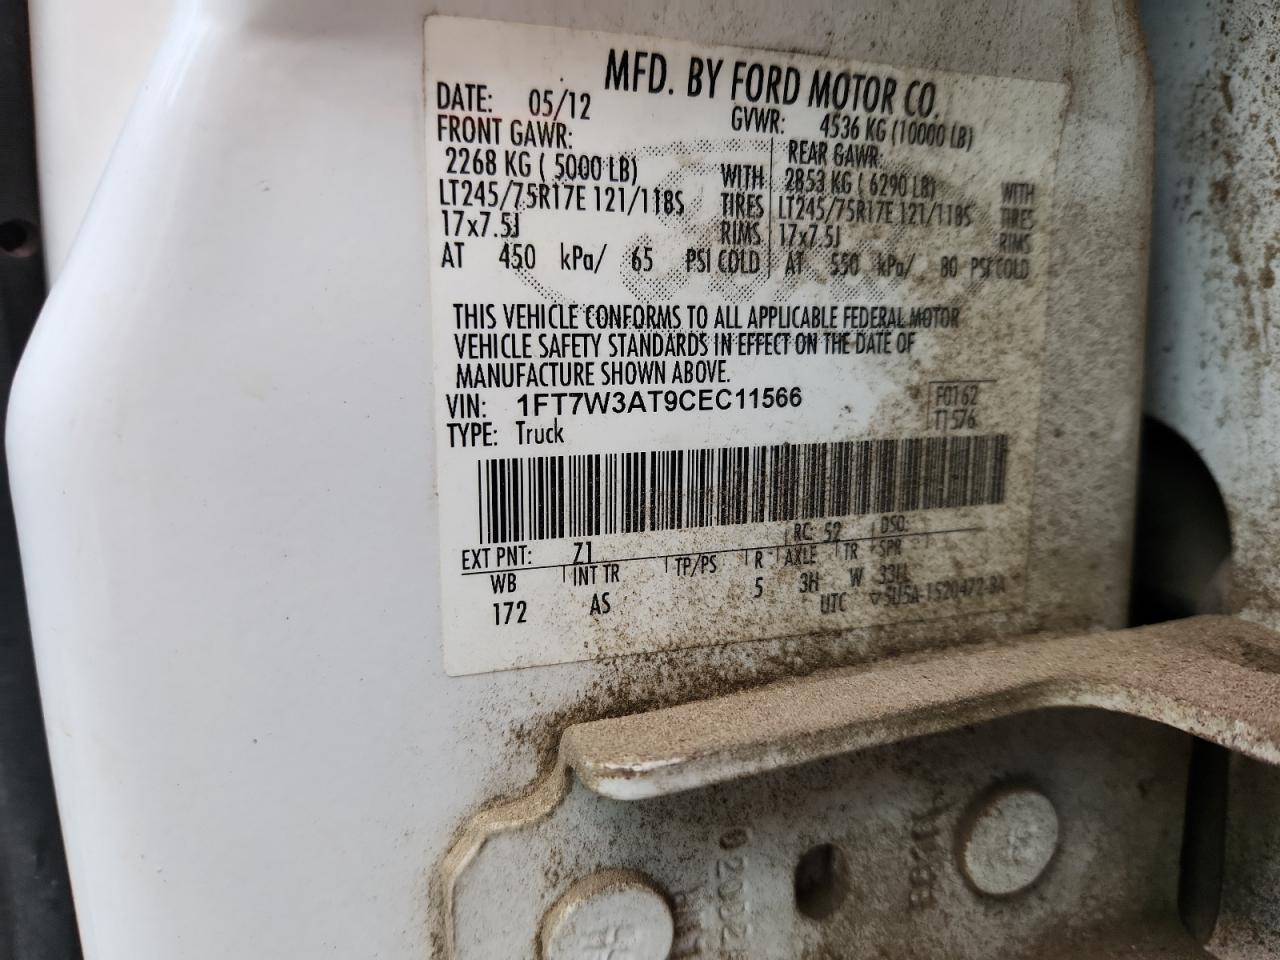 MFD. BY FORD MOTOR CO.
DATE: 05/12 GVWR: 4536 KG (10000 LB)
FRONT GAWR: REAR GAWR:
2268 KG ( 5000 LB) WITH 2853 KG ( 6290 LB) WITH
LT245/75R17E 121/118S TIRES LT245/75R17E 121/118S TIRES
17x7.5J RIMS 17x7.5J RIMS
AT 450 kPa/ 65 PSI COLD AT 550 kPa/ 80 PSI COLD
THIS VEHICLE CONFORMS TO ALL APPLICABLE FEDERAL MOTOR
VEHICLE SAFETY STANDARDS IN EFFECT ON THE DATE OF
MANUFACTURE SHOWN ABOVE.
VIN: 1FT7W3AT9CEC11566 F0162
TYPE: Truck TT576
EXT PNT: Z1 RC: 52 DSO:
WB INT TR TP/PS R AXLE TR SPR
172 AS 5 3H W 33LL
UTC ▽5U5A-1520472-BA